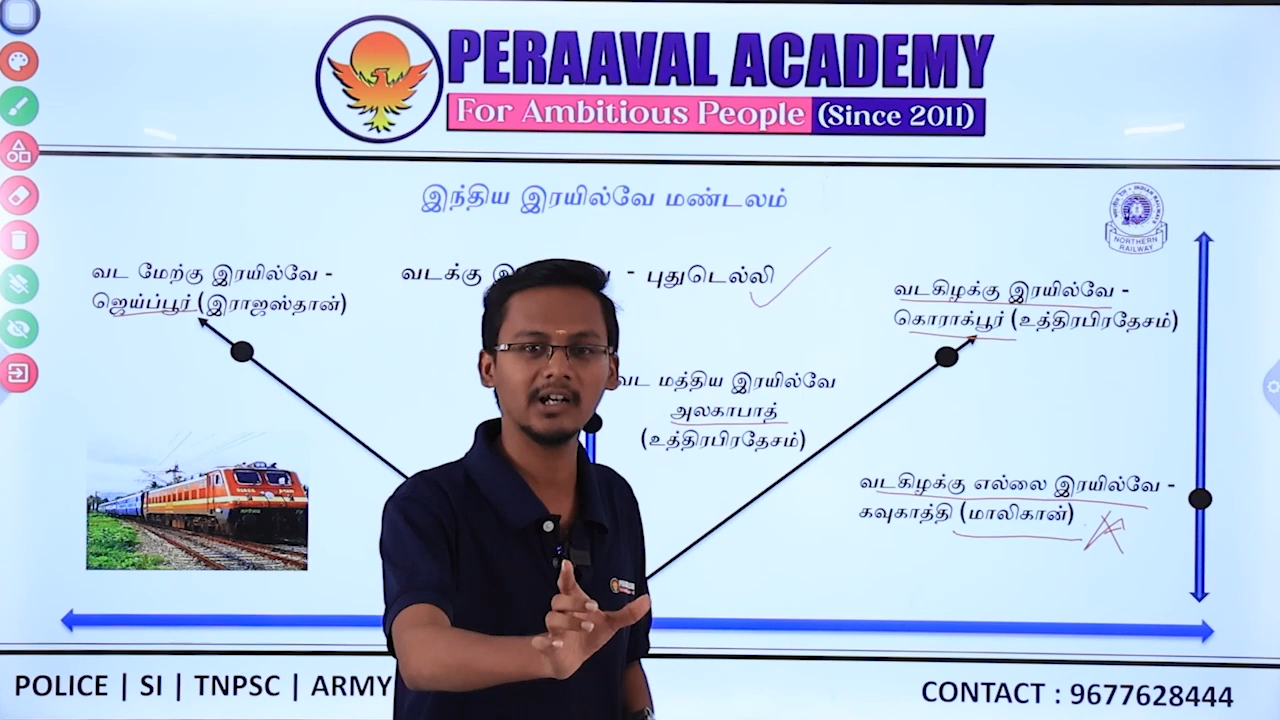 PERAAVAL ACADEMY
For Ambitious People (Since 2011)
இந்திய இரயில்வே மண்டலம்
NORTHERN
RAILWAY
வட மேற்கு இரயில்வே -
ஜெய்ப்பூர் (இராஜஸ்தான்)
வடக்கு - புதுடெல்லி
வடகிழக்கு இரயில்வே -
கொராக்பூர் (உத்திரபிரதேசம்)
வட மத்திய இரயில்வே
அலகாபாத்
(உத்திரபிரதேசம்)
வடகிழக்கு எல்லை இரயில்வே -
கவுகாத்தி (மாலிகான்)
POLICE | SI | TNPSC | ARMY
CONTACT : 9677628444